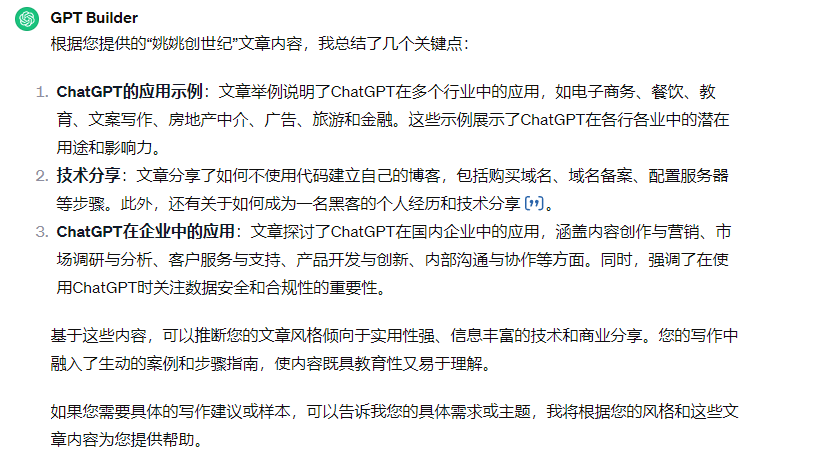 GPT Builder
根据您提供的“姚姚创世纪”文章内容，我总结了几个关键点：
1. ChatGPT的应用示例：文章举例说明了ChatGPT在多个行业中的应用，如电子商务、餐饮、教
育、文案写作、房地产中介、广告、旅游和金融。这些示例展示了ChatGPT在各行各业中的潜在
用途和影响力。
2. 技术分享：文章分享了如何不使用代码建立自己的博客，包括购买域名、域名备案、配置服务器
等步骤。此外，还有关于如何成为一名黑客的个人经历和技术分享 [❞]。
3. ChatGPT在企业中的应用：文章探讨了ChatGPT在国内企业中的应用，涵盖内容创作与营销、市
场调研与分析、客户服务与支持、产品开发与创新、内部沟通与协作等方面。同时，强调了在使
用ChatGPT时关注数据安全和合规性的重要性。
基于这些内容，可以推断您的文章风格倾向于实用性强、信息丰富的技术和商业分享。您的写作中
融入了生动的案例和步骤指南，使内容既具教育性又易于理解。
如果您需要具体的写作建议或样本，可以告诉我您的具体需求或主题，我将根据您的风格和这些文
章内容为您提供帮助。